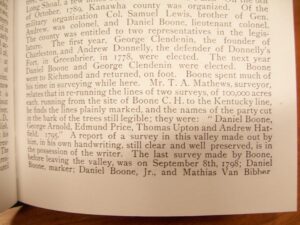 Long Shoal, a few
of October, 1789, Kanawha county was organized. Of the
military organization Col. Samuel Lewis, brother of Gen.
Andrew, was colonel, and Daniel Boone, lieutenant colonel.
The county was entitled to two representatives in the legis-
lature. The first year, George Clendenin, the founder of
Charleston, and Andrew Donnelly, the defender of Donnelly's
Fort, in Greenbrier, in 1778, were elected. The next year
Daniel Boone and George Clendenin were elected. Boone
went to Richmond and returned, on foot. Boone spent much of
his time in surveying while here. Mr. T. A. Mathews, surveyor,
relates that in re-running the lines of two surveys, of 100,000 acres
each, running from the site of Boone C. H. to the Kentucky line,
he finds the lines plainly marked, and the names of the party cut
in the bark of the trees still legible; they were: "Daniel Boone,
George Arnold, Edmund Price, Thomas Upton and Andrew Hat-
field, 1795." A report of a survey in this valley made out by
him, in his own handwriting, still clear and well preserved, is in
the possession of the writer. The last survey made by Boone,
before leaving the valley, was on September 8th, 1798; Daniel
Boone, marker; Daniel Boone, Jr., and Mathias Van Bibber